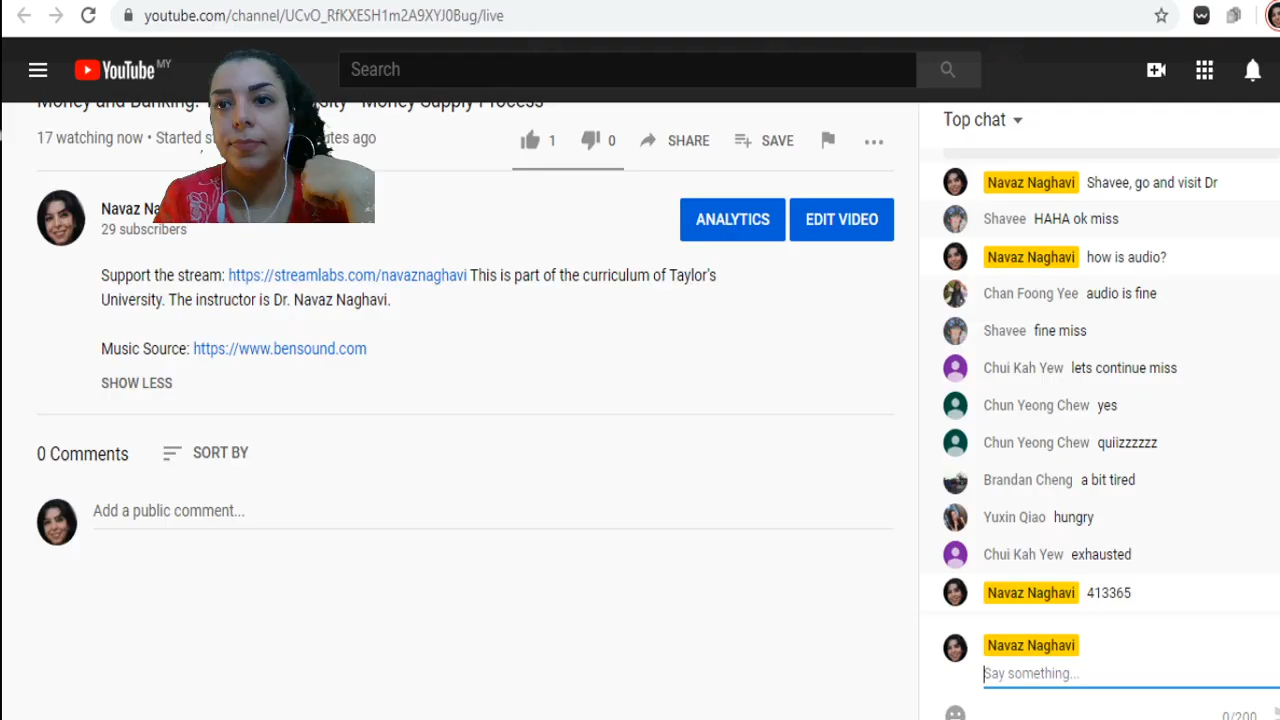 youtube.com/channel/UCvO_RfKXESH1m2A9XYJ0Bug/live
YouTube MY
Search
Money and Banking: Money Supply Process
17 watching now • Started utes ago
1
0
SHARE
SAVE
Navaz
29 subscribers
ANALYTICS
EDIT VIDEO
Support the stream: https://streamlabs.com/navaznaghavi This is part of the curriculum of Taylor's
University. The instructor is Dr. Navaz Naghavi.
Music Source: https://www.bensound.com
SHOW LESS
0 Comments
SORT BY
Add a public comment...
Top chat
Navaz Naghavi Shavee, go and visit Dr
Shavee HAHA ok miss
Navaz Naghavi how is audio?
Chan Foong Yee audio is fine
Shavee fine miss
Chui Kah Yew lets continue miss
Chun Yeong Chew yes
Chun Yeong Chew quiizzzzzz
Brandan Cheng a bit tired
Yuxin Qiao hungry
Chui Kah Yew exhausted
Navaz Naghavi 413365
Navaz Naghavi
Say something...
0/200